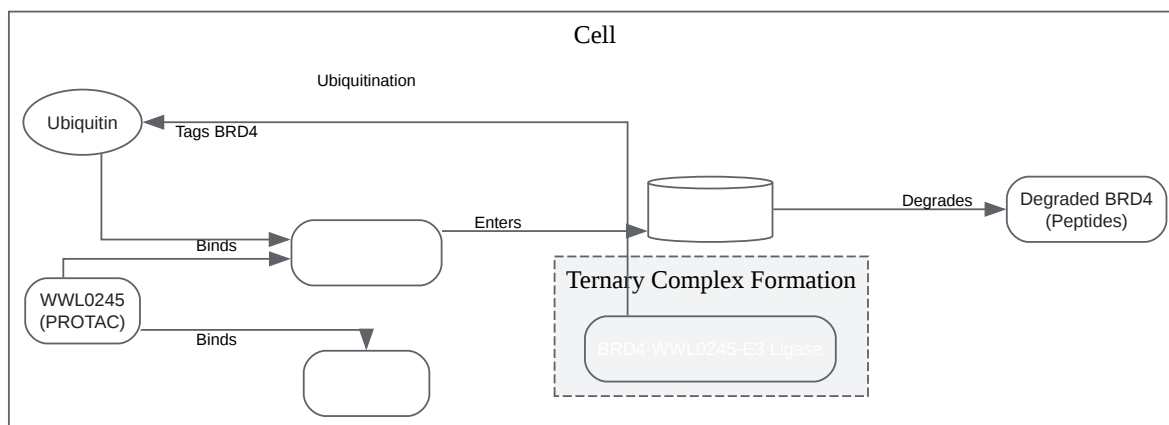 Cell
Ubiquitination
Ubiquitin
Tags BRD4
Degrades
Degraded BRD4
(Peptides)
Enters
Binds
Ternary Complex Formation
WWL0245
(PROTAC)
Binds
BRD4-WWL0245-E3 Ligase